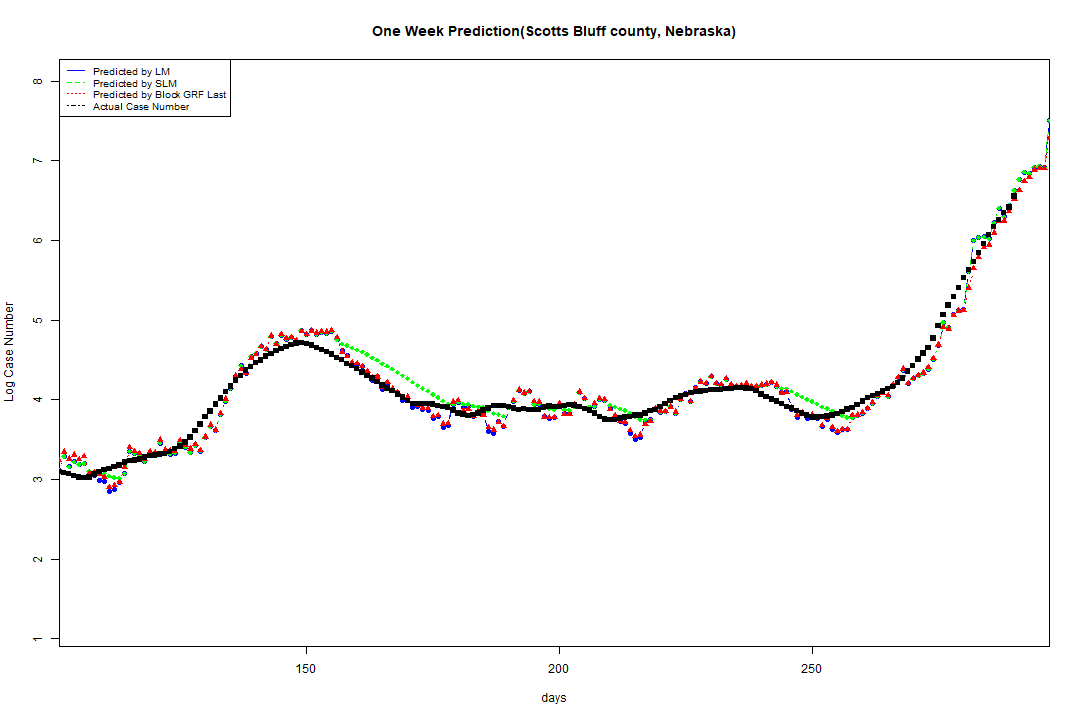 One Week Prediction(Scotts Bluff county, Nebraska)
Predicted by LM
Predicted by SLM
Predicted by Block GRF Last
Actual Case Number
8
7
6
5
4
3
2
1
Log Case Number
150
200
250
days